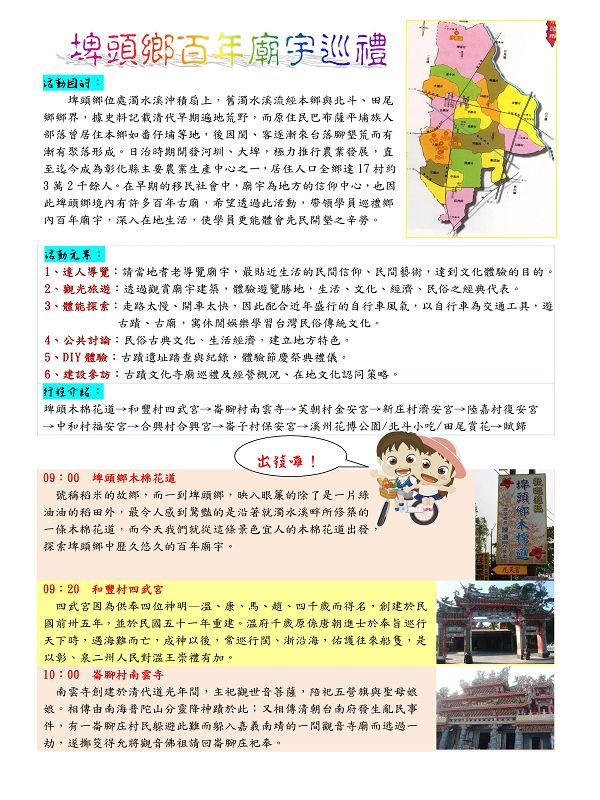 埤頭鄉百年廟宇巡禮
活動目的：
埤頭鄉位處濁水溪沖積扇上，舊濁水溪流經本鄉與北斗、田尾
鄉鄉界，據史料記載清代早期遍地荒野，而原住民巴布薩平埔族人
部落曾居住本鄉如番仔埔等地，後因閩、客逐漸來台落腳墾荒而有
漸有聚落形成。日治時期開發河圳、大埤，極力推行農業發展，直
至迄今成為彰化縣主要農業生產中心之一，居住人口全鄉達 17 村約
3 萬 2 千餘人。在早期的移民社會中，廟宇為地方的信仰中心，也因
此埤頭鄉境內有許多百年古廟，希望透過此活動，帶領學員巡禮鄉
內百年廟宇，深入在地生活，使學員更能體會先民開墾之辛勞。
活動元素：
1、達人導覽：請當地耆老導覽廟宇，最貼近生活的民間信仰、民間藝術，達到文化體驗的目的。
2、觀光旅遊：透過觀賞廟宇建築，體驗遊覽勝地，生活、文化、經濟、民俗之經典代表。
3、體能探索：走路太慢、開車太快，因此配合近年盛行的自行車風氣，以自行車為交通工具，遊
古蹟、古廟，寓休閒娛樂學習台灣民俗傳統文化。
4、公共討論：民俗古典文化、生活經濟，建立地方特色。
5、DIY 體驗：古蹟遺址踏查與紀錄，體驗節慶祭典禮儀。
6、建設參訪：古蹟文化寺廟巡禮及經營概況、在地文化認同策略。
行程介紹：
埤頭木棉花道→和豐村四武宮→崙腳村南雲寺→芙朝村金安宮→新庄村濟安宮→陸嘉村復安宮
→中和村福安宮→合興村合興宮→崙子村保安宮→溪州花博公園/北斗小吃/田尾賞花→賦歸
出發嘍！
09：00 埤頭鄉木棉花道
號稱稻米的故鄉，而一到埤頭鄉，映入眼簾的除了是一片綠
油油的稻田外，最令人感到驚豔的是沿著就濁水溪畔所修築的
一條木棉花道，而今天我們就從這條景色宜人的木棉花道出發，
探索埤頭鄉中歷久悠久的百年廟宇。
埤頭鄉木棉道
09：20 和豐村四武宮
四武宮因為供奉四位神明—溫、康、馬、趙、四千歲而得名，創建於民
國前卅五年，並於民國五十一年重建。溫府千歲原係唐朝進士於奉旨巡行
天下時，遇海難而亡，成神以後，常巡行閩、浙沿海，佑護往來船隻，是
以彰、泉二州人民對溫王崇禮有加。
10：00 崙腳村南雲寺
南雲寺創建於清代道光年間，主祀觀世音菩薩，陪祀五營鎮與聖母娘
娘。相傳由南海普陀山分靈降神蹟於此；又相傳清朝台南府發生亂民事
件，有一崙腳庄村民躲避此難而躲入嘉義南靖的一間觀音寺廟而逃過一
劫，遂擲筊得允將觀音佛祖請回崙腳庄祀奉。